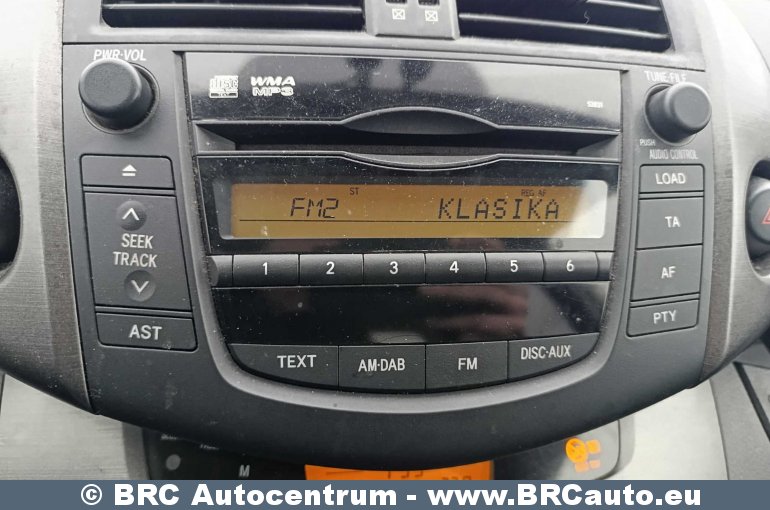 PWR·VOL
TUNE·FILE
disc
WMA
MP3
PUSH
AUDIO CONTROL
LOAD
ST
REG AF
FM2 KLASIKA
TA
SEEK
TRACK
1 2 3 4 5 6
AF
PTY
AST
TEXT
AM·DAB
FM
DISC·AUX
M
© BRC Autocentrum - www.BRCauto.eu